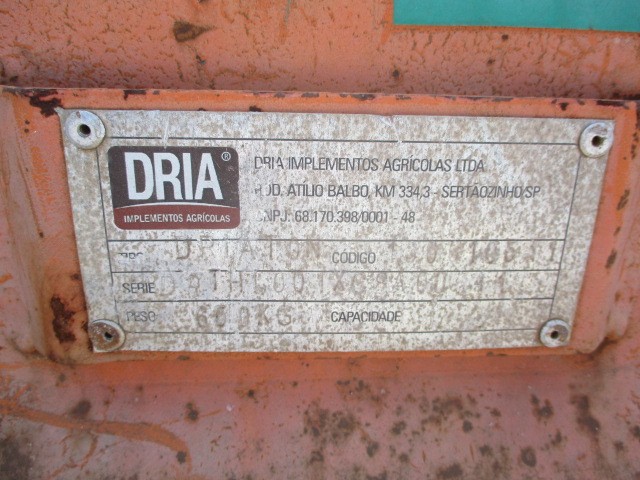 DRIA®
IMPLEMENTOS AGRÍCOLAS
DRIA IMPLEMENTOS AGRÍCOLAS LTDA
ROD. ATILIO BALBO, KM 334,3 - SERTÃOZINHO/SP
CNPJ: 68.170.398/0001 - 48
CÓDIGO
SÉRIE
PESO 600KG CAPACIDADE